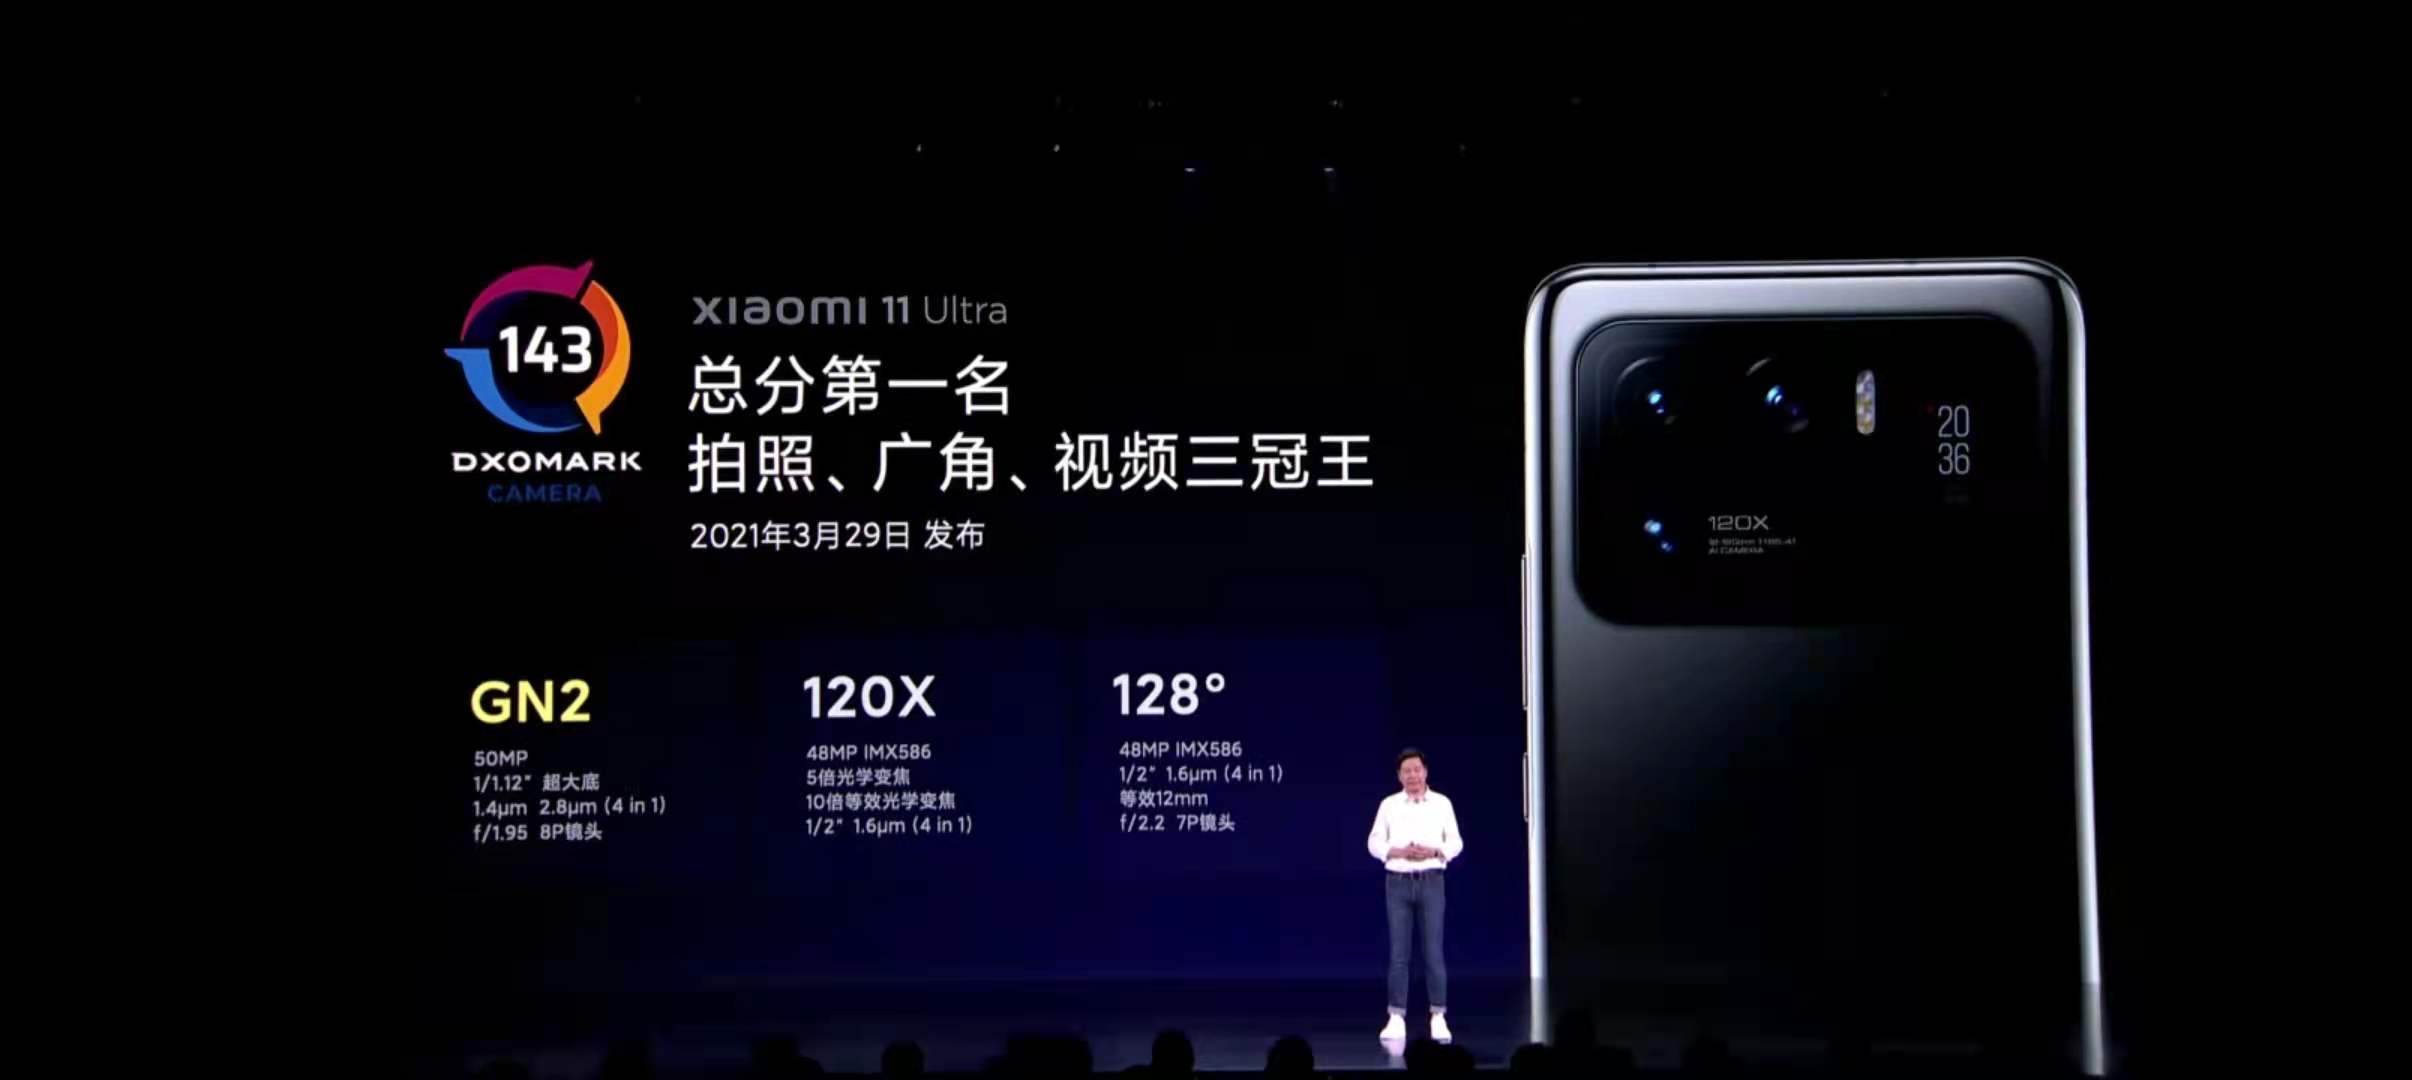 143
DXOMARK
CAMERA
xiaomi 11 Ultra
总分第一名
拍照、广角、视频三冠王
2021年3月29日 发布
GN2
50MP
1/1.12" 超大底
1.4μm 2.8μm (4 in 1)
f/1.95 8P镜头
120X
48MP IMX586
5倍光学变焦
10倍等效光学变焦
1/2" 1.6μm (4 in 1)
128°
48MP IMX586
1/2" 1.6μm (4 in 1)
等效12mm
f/2.2 7P镜头
20
36
120X
AI CAMERA